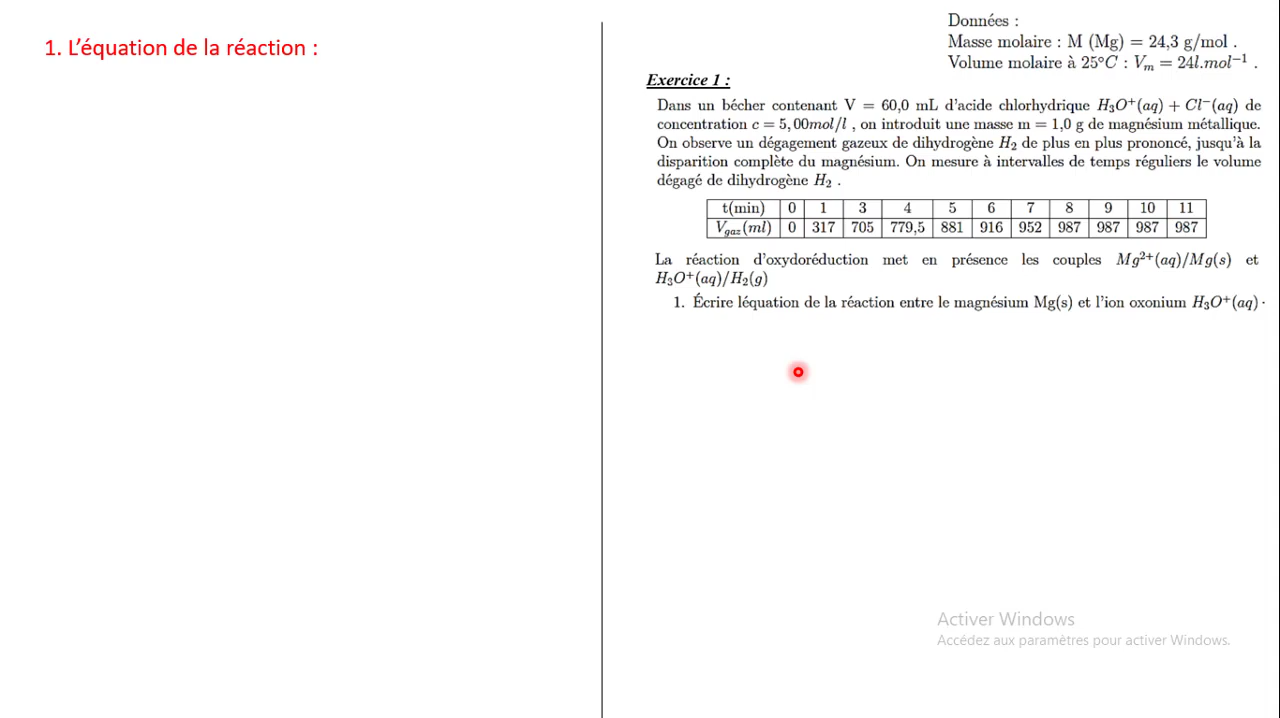 1. L’équation de la réaction :
Données :
Masse molaire : M (Mg) = 24,3 g/mol .
Volume molaire à 25°C : Vₘ = 24l.mol⁻¹ .
Exercice 1 :
Dans un bécher contenant V = 60,0 mL d’acide chlorhydrique H₃O⁺(aq) + Cl⁻(aq) de
concentration c = 5,00mol/l , on introduit une masse m = 1,0 g de magnésium métallique.
On observe un dégagement gazeux de dihydrogène H₂ de plus en plus prononcé, jusqu’à la
disparition complète du magnésium. On mesure à intervalles de temps réguliers le volume
dégagé de dihydrogène H₂ .
t(min) 0 1 3 4 5 6 7 8 9 10 11
V_gaz(ml) 0 317 705 779,5 881 916 952 987 987 987 987
La réaction d’oxydoréduction met en présence les couples Mg²⁺(aq)/Mg(s) et
H₃O⁺(aq)/H₂(g)
1. Écrire léquation de la réaction entre le magnésium Mg(s) et l’ion oxonium H₃O⁺(aq) ·
Activer Windows
Accédez aux paramètres pour activer Windows.